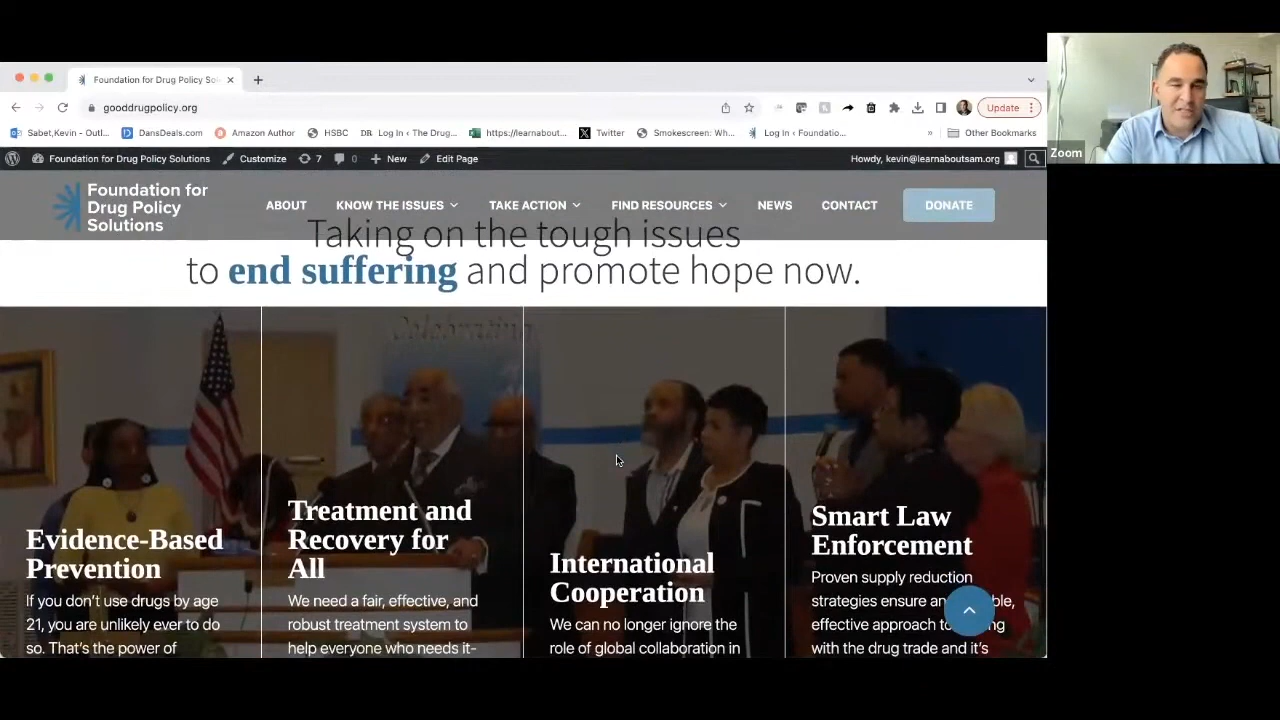 Foundation for Drug Policy So
gooddrugpolicy.org
Update
Sabet,Kevin - Outl...
DansDeals.com
Amazon Author
HSBC
DR Log In ‹ The Drug...
https://learnabout...
Twitter
Smokescreen: Wh...
Log In ‹ Foundatio...
»
Other Bookmarks
Foundation for Drug Policy Solutions
Customize
7
0
New
Edit Page
Howdy, kevin@learnaboutsam.org
Foundation for
Drug Policy
Solutions
ABOUT
KNOW THE ISSUES
TAKE ACTION
FIND RESOURCES
NEWS
CONTACT
DONATE
Taking on the tough issues
to end suffering and promote hope now.
Celebrating
Evidence-Based
Prevention
If you don't use drugs by age
21, you are unlikely ever to do
so. That's the power of
Treatment and
Recovery for
All
We need a fair, effective, and
robust treatment system to
help everyone who needs it-
International
Cooperation
We can no longer ignore the
role of global collaboration in
Smart Law
Enforcement
Proven supply reduction
strategies ensure an
effective approach to
with the drug trade and it's
Zoom